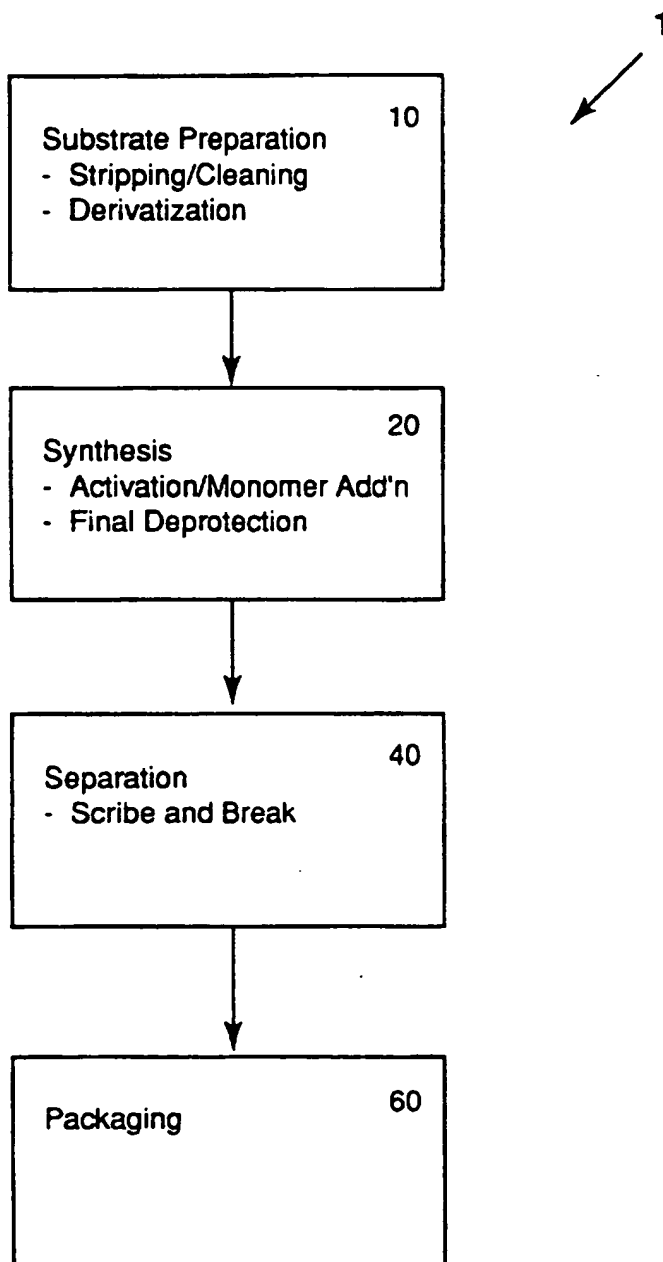 1
10
Substrate Preparation
- Stripping/Cleaning
- Derivatization
20
Synthesis
- Activation/Monomer Add'n
- Final Deprotection
40
Separation
- Scribe and Break
60
Packaging